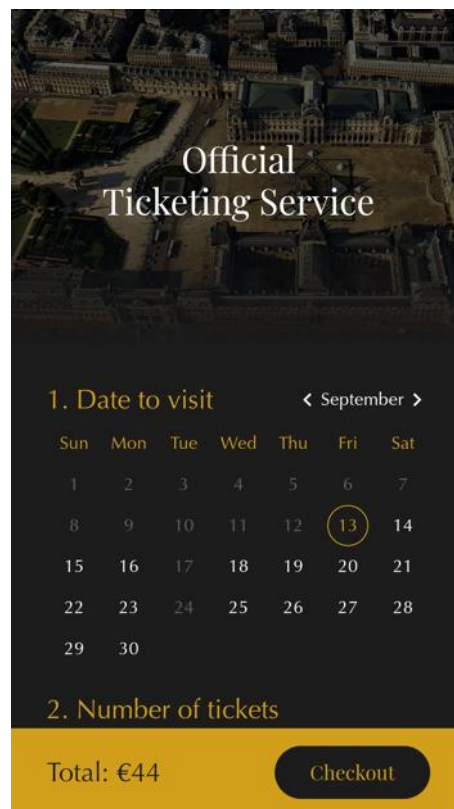 Official
Ticketing Service
1. Date to visit
< September >
Sun Mon Tue Wed Thu Fri Sat
1 2 3 4 5 6 7
8 9 10 11 12 13 14
15 16 17 18 19 20 21
22 23 24 25 26 27 28
29 30
2. Number of tickets
Total: €44
Checkout